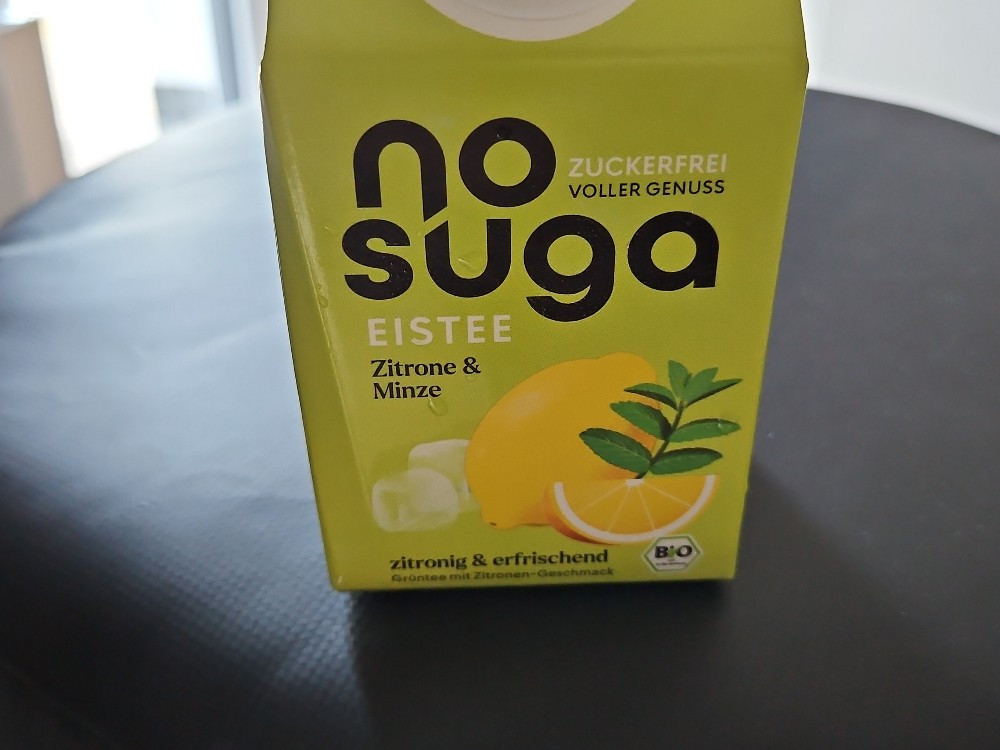 no
ZUCKERFREI
VOLLER GENUSS
suga
EISTEE
Zitrone &
Minze
zitronig & erfrischend
Grüntee mit Zitronen-Geschmack
BIO